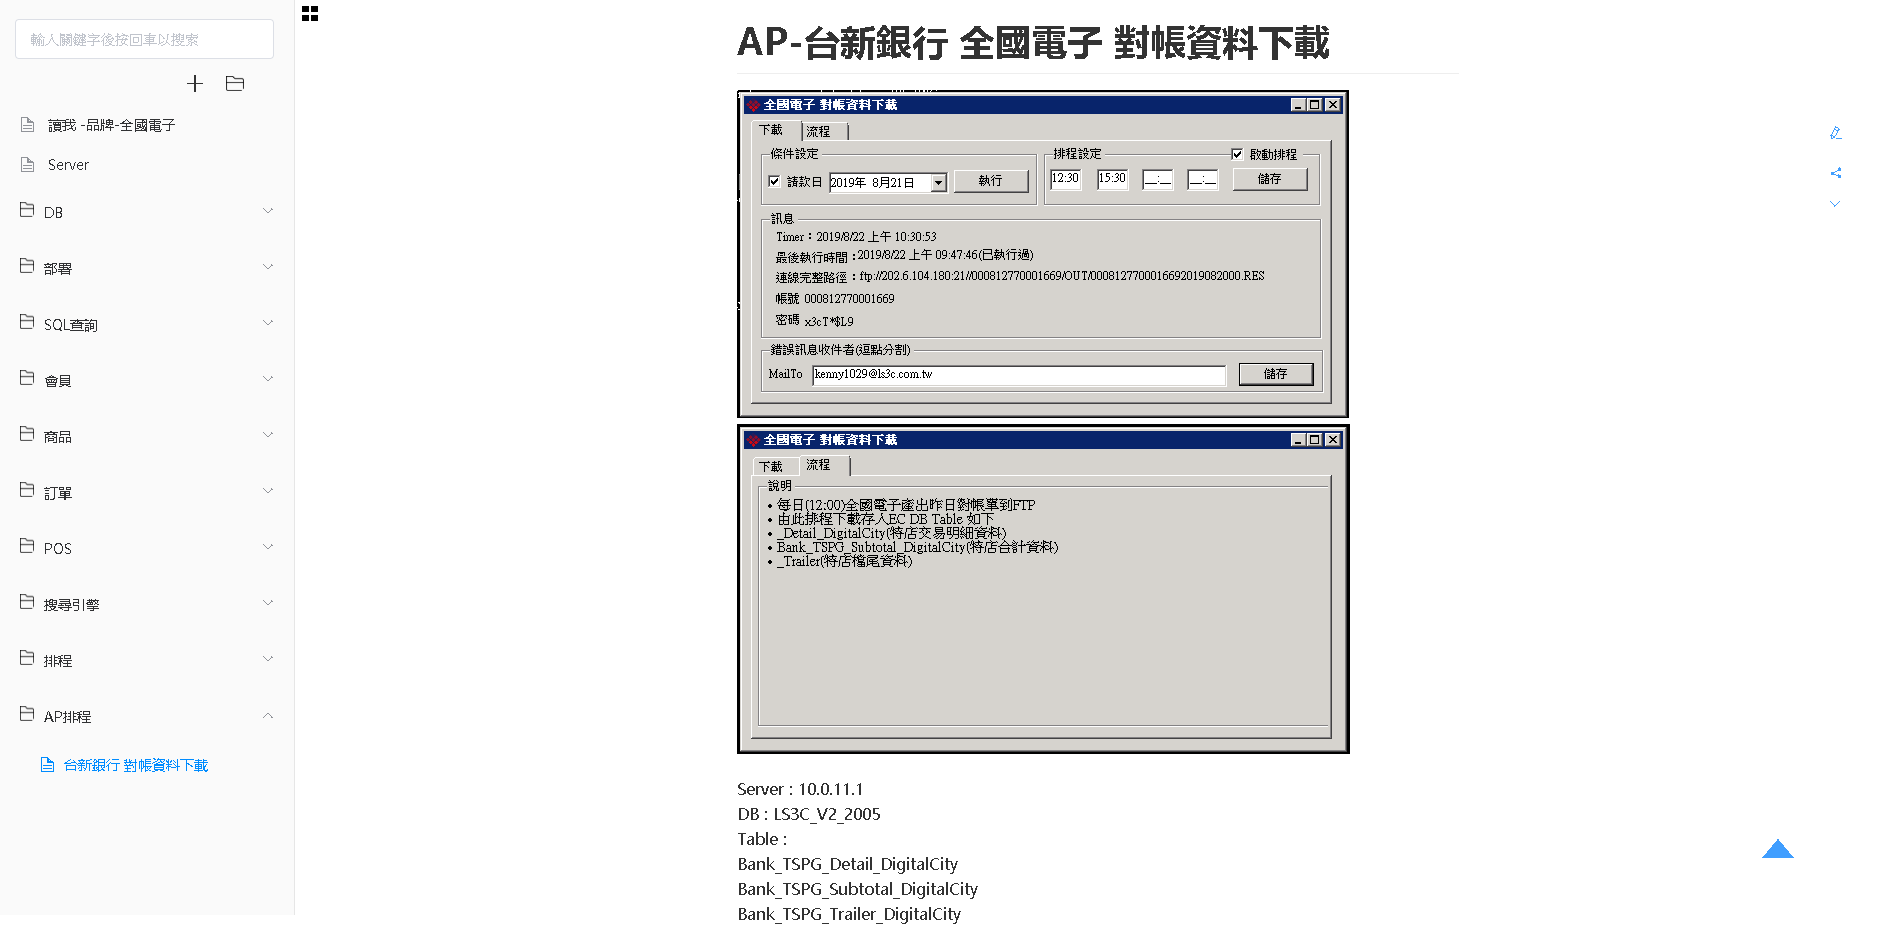 輸入關鍵字後按回車以搜索
讀我 -品牌-全國電子
Server
DB
部署
SQL查詢
會員
商品
訂單
POS
搜尋引擎
排程
AP排程
台新銀行 對帳資料下載
AP-台新銀行 全國電子 對帳資料下載
全國電子 對帳資料下載
下載 流程
條件設定
請款日 2019年 8月21日 執行
排程設定 啟動排程
12:30 15:30 __:__ __:__ 儲存
訊息
Timer：2019/8/22 上午 10:30:53
最後執行時間：2019/8/22 上午 09:47:46(已執行過)
連線完整路徑：ftp://202.6.104.180:21//000812770001669/OUT/0008127700016692019082000.RES
帳號 000812770001669
密碼 x3cT*$L9
錯誤訊息收件者(逗點分割)
MailTo kenny1029@ls3c.com.tw 儲存
全國電子 對帳資料下載
下載 流程
說明
• 每日(12:00)全國電子產出昨日對帳單到FTP
• 由此排程下載存入EC DB Table 如下
• _Detail_DigitalCity(特店交易明細資料)
• Bank_TSPG_Subtotal_DigitalCity(特店合計資料)
• _Trailer(特店檔尾資料)
Server : 10.0.11.1
DB : LS3C_V2_2005
Table :
Bank_TSPG_Detail_DigitalCity
Bank_TSPG_Subtotal_DigitalCity
Bank_TSPG_Trailer_DigitalCity